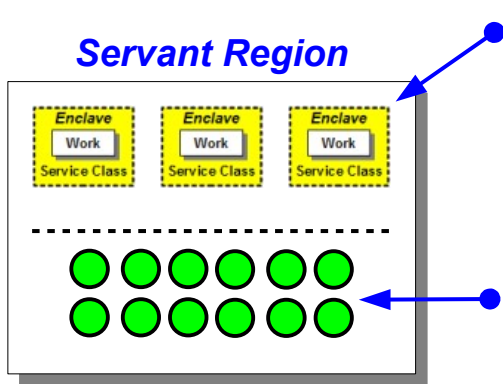 Servant Region
Enclave
Work
Service Class
Enclave
Work
Service Class
Enclave
Work
Service Class